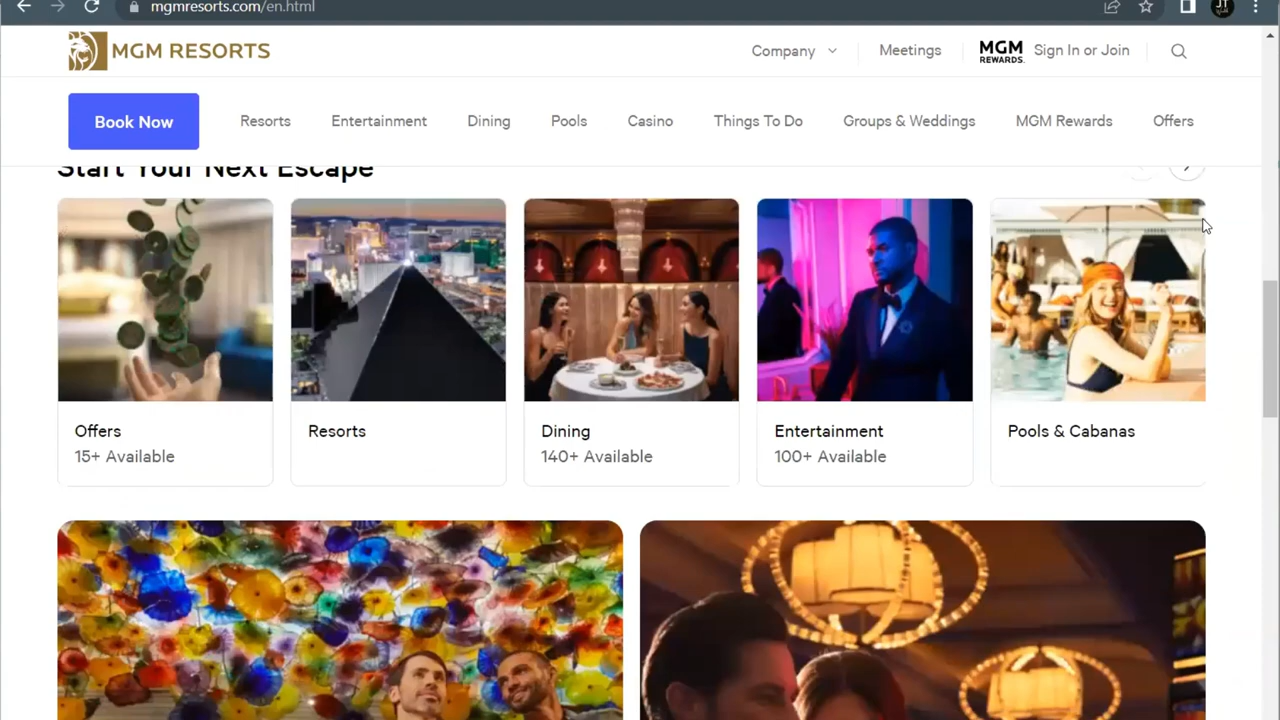 mgmresorts.com/en.html
JT
MGM RESORTS
Company
Meetings
MGM REWARDS
Sign In or Join
Book Now
Resorts
Entertainment
Dining
Pools
Casino
Things To Do
Groups & Weddings
MGM Rewards
Offers
Start Your Next Escape
Offers
15+ Available
Resorts
Dining
140+ Available
Entertainment
100+ Available
Pools & Cabanas